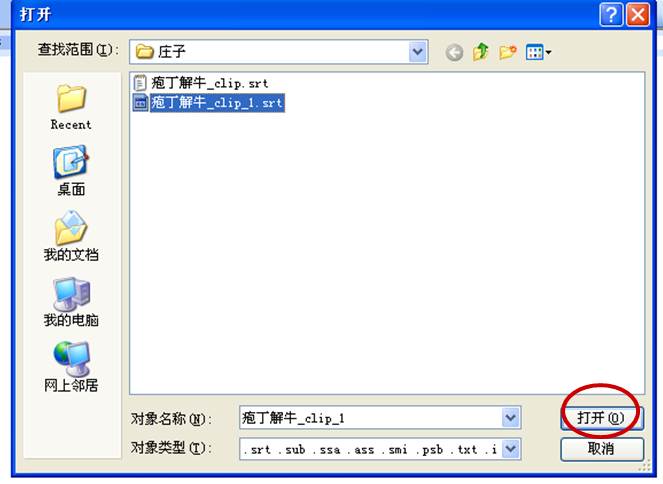 打开
查找范围(I):
庄子
疱丁解牛_clip.srt
疱丁解牛_clip_1.srt
Recent
桌面
我的文档
我的电脑
网上邻居
对象名称(N):
疱丁解牛_clip_1
打开(O)
对象类型(T):
.srt .sub .ssa .ass .smi .psb .txt .i
取消